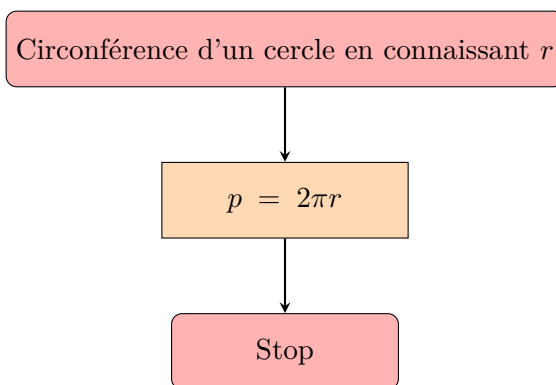 Circonférence d'un cercle en connaissant r
p = 2πr
Stop